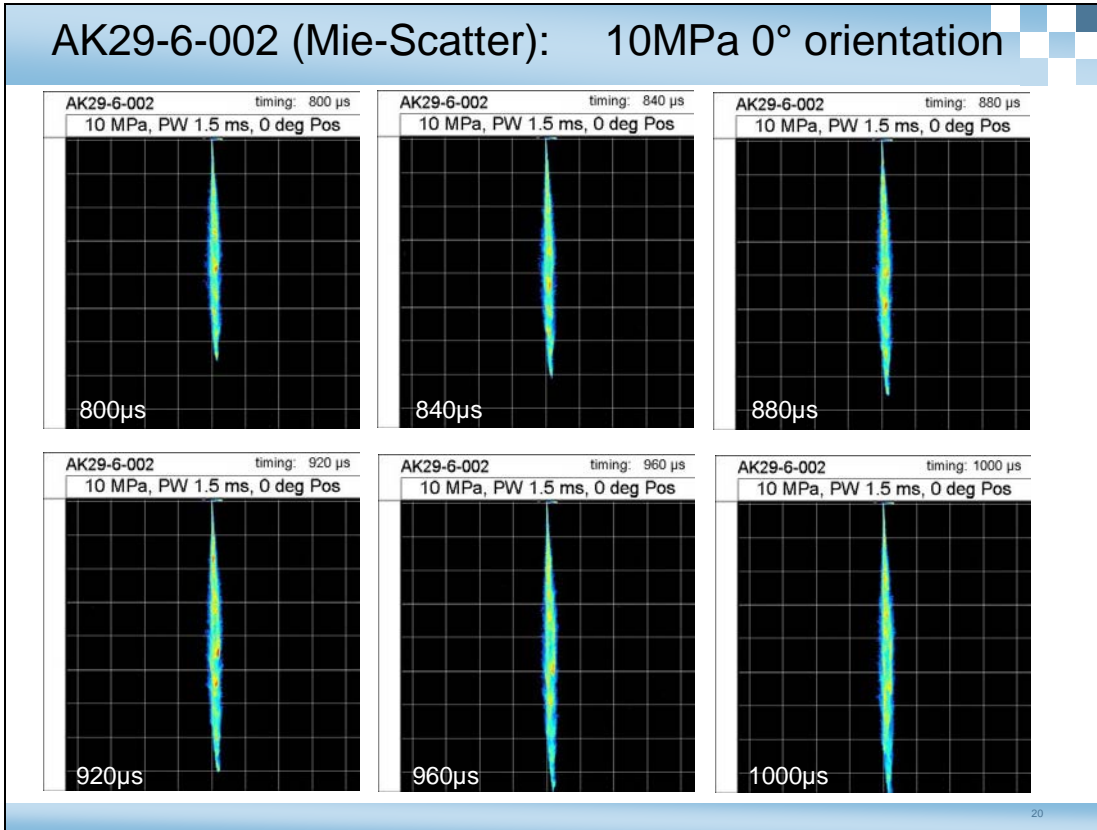 AK29-6-002 (Mie-Scatter): 10MPa 0° orientation
AK29-6-002 timing: 800 µs
10 MPa, PW 1.5 ms, 0 deg Pos
800µs
AK29-6-002 timing: 840 µs
10 MPa, PW 1.5 ms, 0 deg Pos
840µs
AK29-6-002 timing: 880 µs
10 MPa, PW 1.5 ms, 0 deg Pos
880µs
AK29-6-002 timing: 920 µs
10 MPa, PW 1.5 ms, 0 deg Pos
920µs
AK29-6-002 timing: 960 µs
10 MPa, PW 1.5 ms, 0 deg Pos
960µs
AK29-6-002 timing: 1000 µs
10 MPa, PW 1.5 ms, 0 deg Pos
1000µs
20